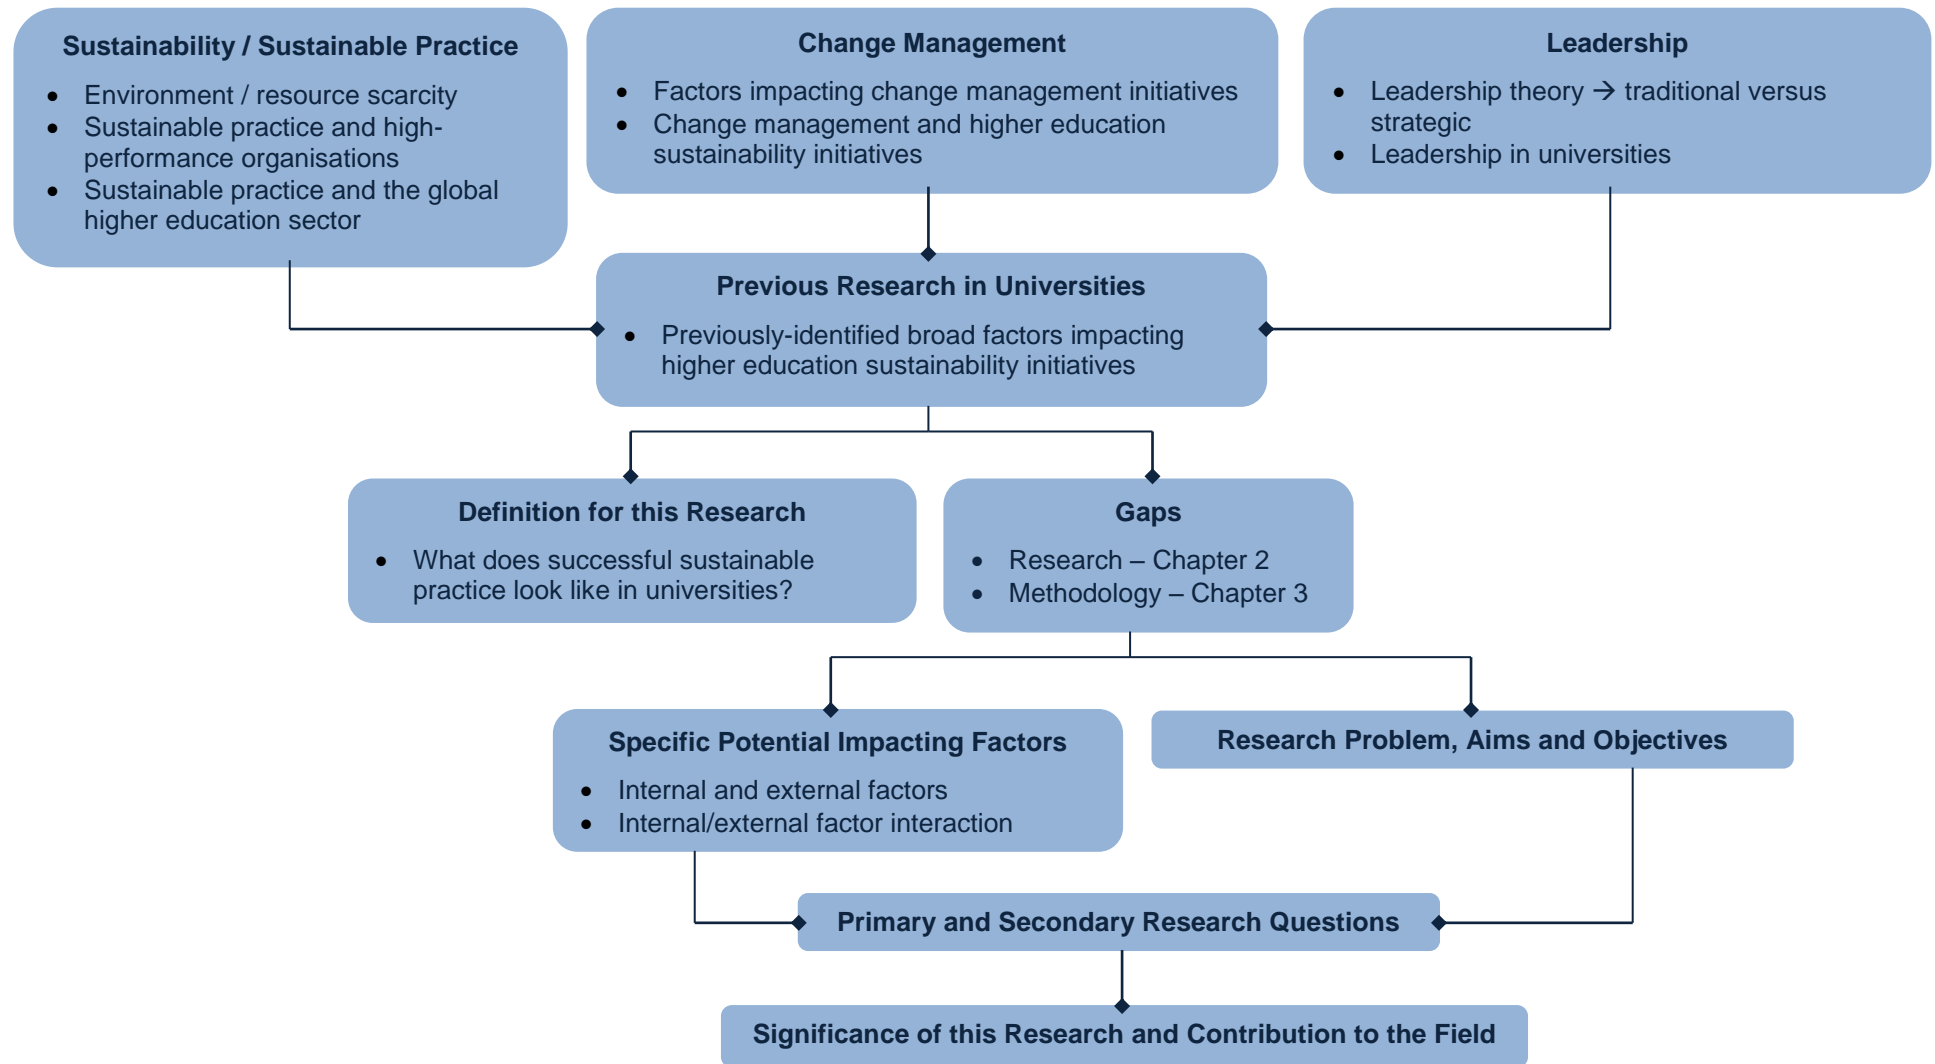 Sustainability / Sustainable Practice
• Environment / resource scarcity
• Sustainable practice and high-
performance organisations
• Sustainable practice and the global
higher education sector
Change Management
• Factors impacting change management initiatives
• Change management and higher education
sustainability initiatives
Leadership
• Leadership theory → traditional versus
strategic
• Leadership in universities
Previous Research in Universities
• Previously-identified broad factors impacting
higher education sustainability initiatives
Definition for this Research
• What does successful sustainable
practice look like in universities?
Gaps
• Research – Chapter 2
• Methodology – Chapter 3
Specific Potential Impacting Factors
• Internal and external factors
• Internal/external factor interaction
Research Problem, Aims and Objectives
Primary and Secondary Research Questions
Significance of this Research and Contribution to the Field